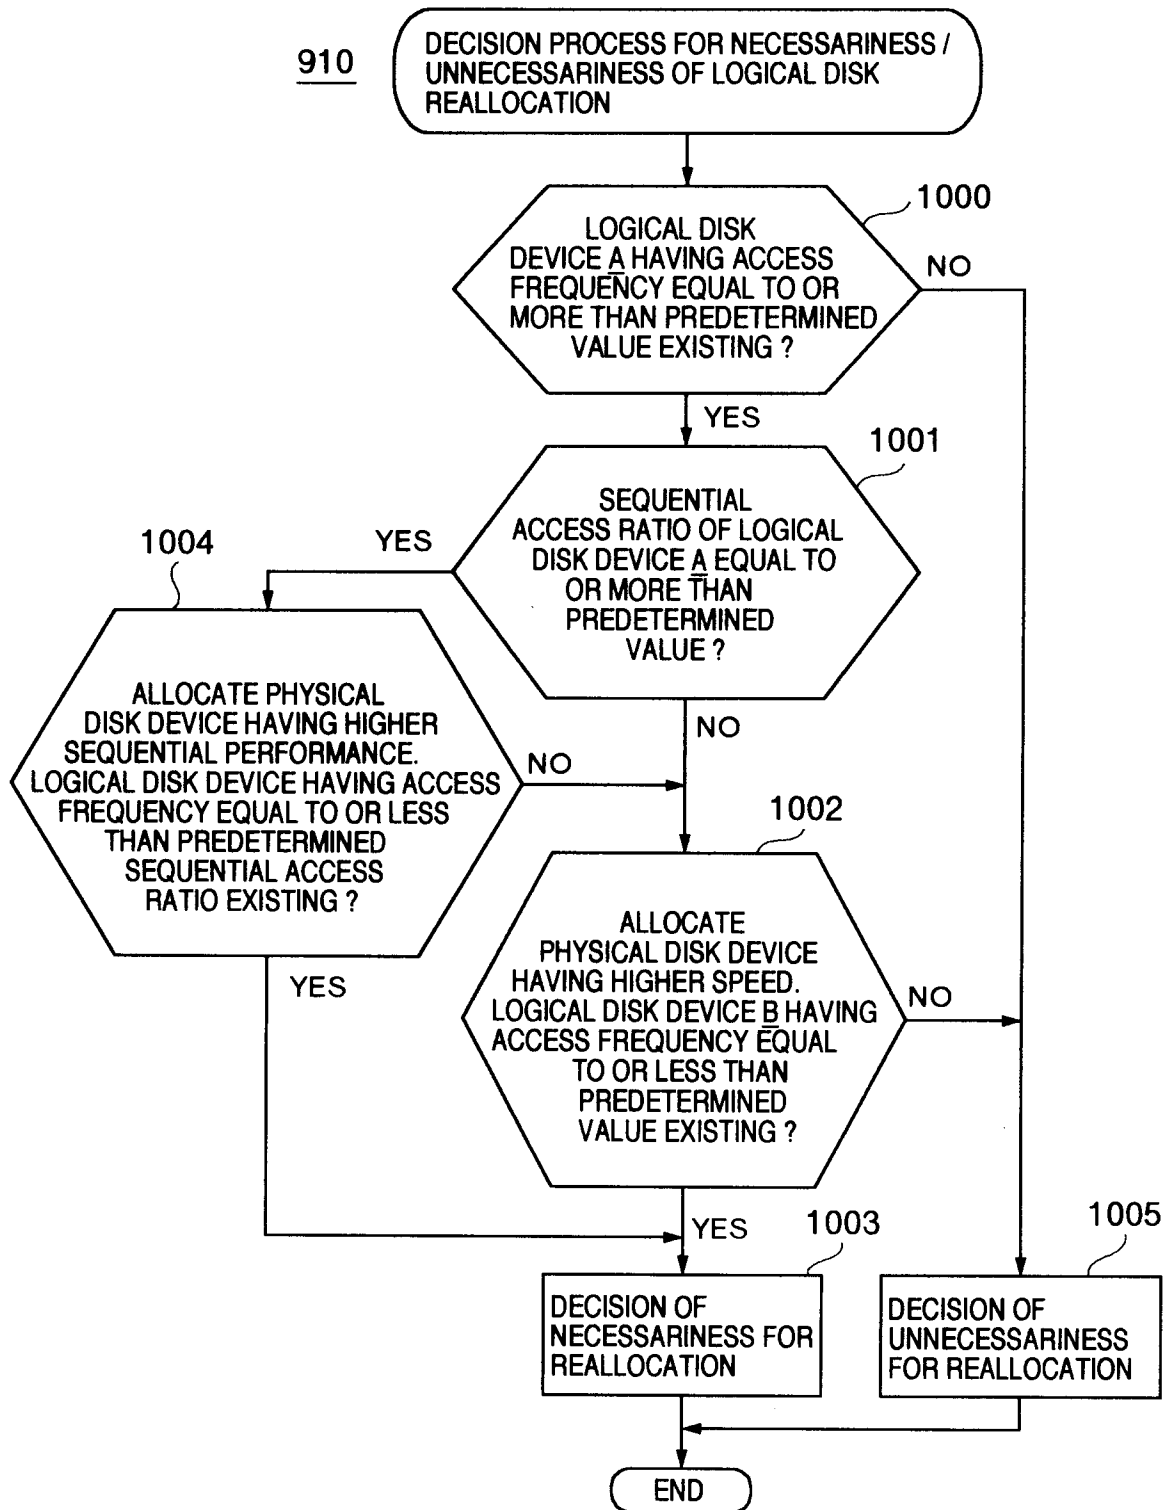 910
DECISION PROCESS FOR NECESSARINESS /
UNNECESSARINESS OF LOGICAL DISK
REALLOCATION
1000
LOGICAL DISK
DEVICE A HAVING ACCESS
FREQUENCY EQUAL TO OR
MORE THAN PREDETERMINED
VALUE EXISTING ?
NO
YES
1001
SEQUENTIAL
ACCESS RATIO OF LOGICAL
DISK DEVICE A EQUAL TO
OR MORE THAN
PREDETERMINED
VALUE ?
YES
NO
1004
ALLOCATE PHYSICAL
DISK DEVICE HAVING HIGHER
SEQUENTIAL PERFORMANCE.
LOGICAL DISK DEVICE HAVING ACCESS
FREQUENCY EQUAL TO OR LESS
THAN PREDETERMINED
SEQUENTIAL ACCESS
RATIO EXISTING ?
NO
YES
1002
ALLOCATE
PHYSICAL DISK DEVICE
HAVING HIGHER SPEED.
LOGICAL DISK DEVICE B HAVING
ACCESS FREQUENCY EQUAL
TO OR LESS THAN
PREDETERMINED
VALUE EXISTING ?
NO
YES
1003
DECISION OF
NECESSARINESS FOR
REALLOCATION
1005
DECISION OF
UNNECESSARINESS
FOR REALLOCATION
END